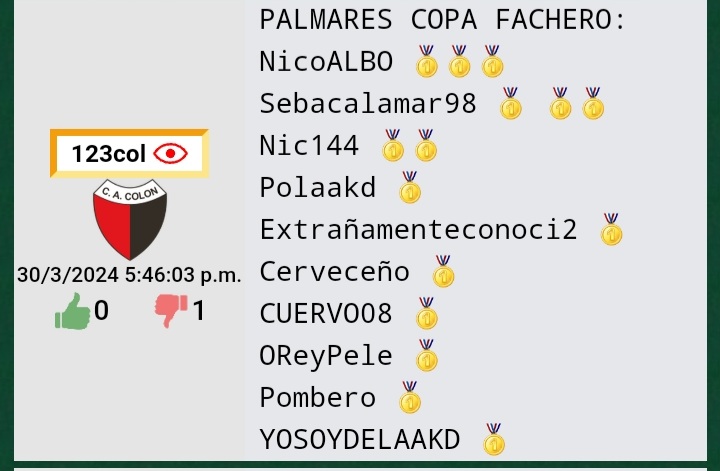 123col
C. A. COLON
30/3/2024 5:46:03 p.m.
0 1
PALMARES COPA FACHERO:
NicoALBO 🥇🥇🥇
Sebacalamar98 🥇 🥇🥇
Nic144 🥇🥇
Polaakd 🥇
Extrañamenteconoci2 🥇
Cerveceño 🥇
CUERVO08 🥇
OReyPele 🥇
Pombero 🥇
YOSOYDELAAKD 🥇